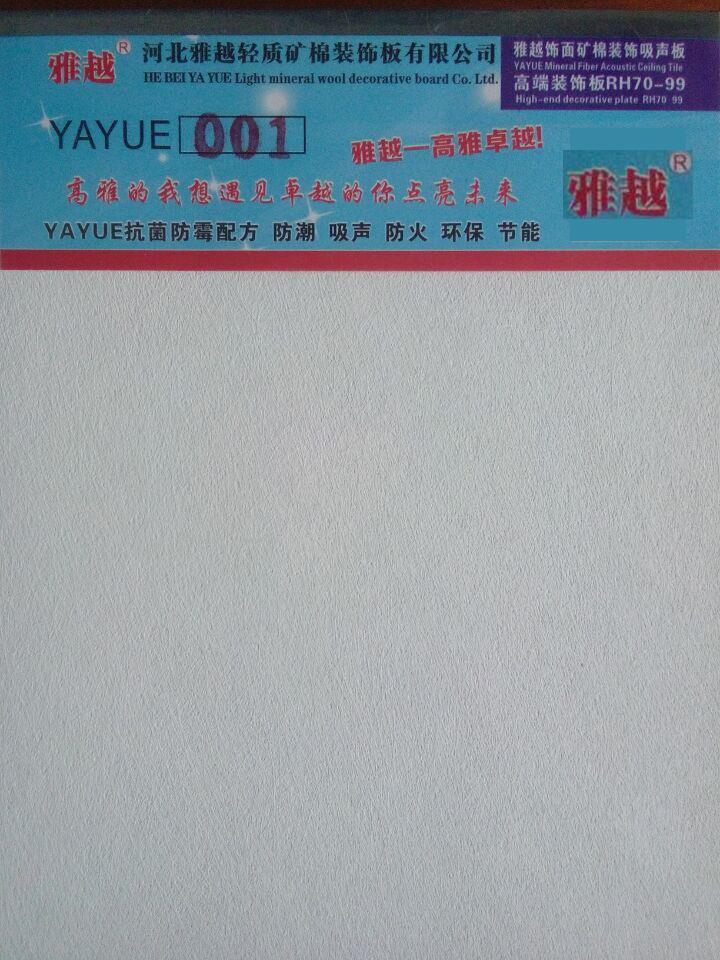 雅越®
河北雅越轻质矿棉装饰板有限公司
HE BEI YA YUE Light mineral wool decorative board Co. Ltd.
雅越饰面矿棉装饰吸声板
YAYUE Mineral Fiber Acoustic Ceiling Tile
高端装饰板RH70-99
High-end decorative plate RH70 99
YAYUE 001
雅越—高雅卓越!
高雅的我想遇见卓越的你点亮未来
雅越®
YAYUE抗菌防霉配方 防潮 吸声 防火 环保 节能